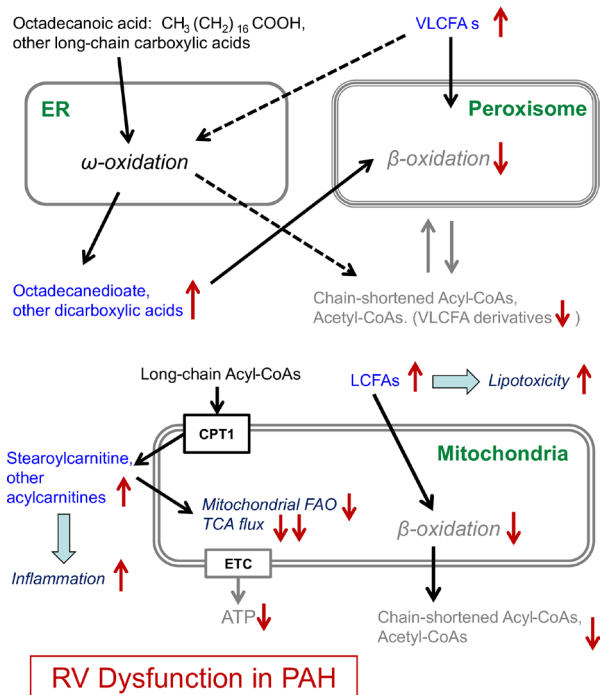 Octadecanoic acid: CH3 (CH2) 16 COOH,
other long-chain carboxylic acids
VLCFA s
ER
Peroxisome
ω-oxidation
β-oxidation
Octadecanedioate,
other dicarboxylic acids
Chain-shortened Acyl-CoAs,
Acetyl-CoAs. (VLCFA derivatives )
Long-chain Acyl-CoAs
LCFAs
Lipotoxicity
CPT1
Mitochondria
Stearoylcarnitine,
other
acylcarnitines
Mitochondrial FAO
TCA flux
β-oxidation
ETC
Inflammation
ATP
Chain-shortened Acyl-CoAs,
Acetyl-CoAs
RV Dysfunction in PAH